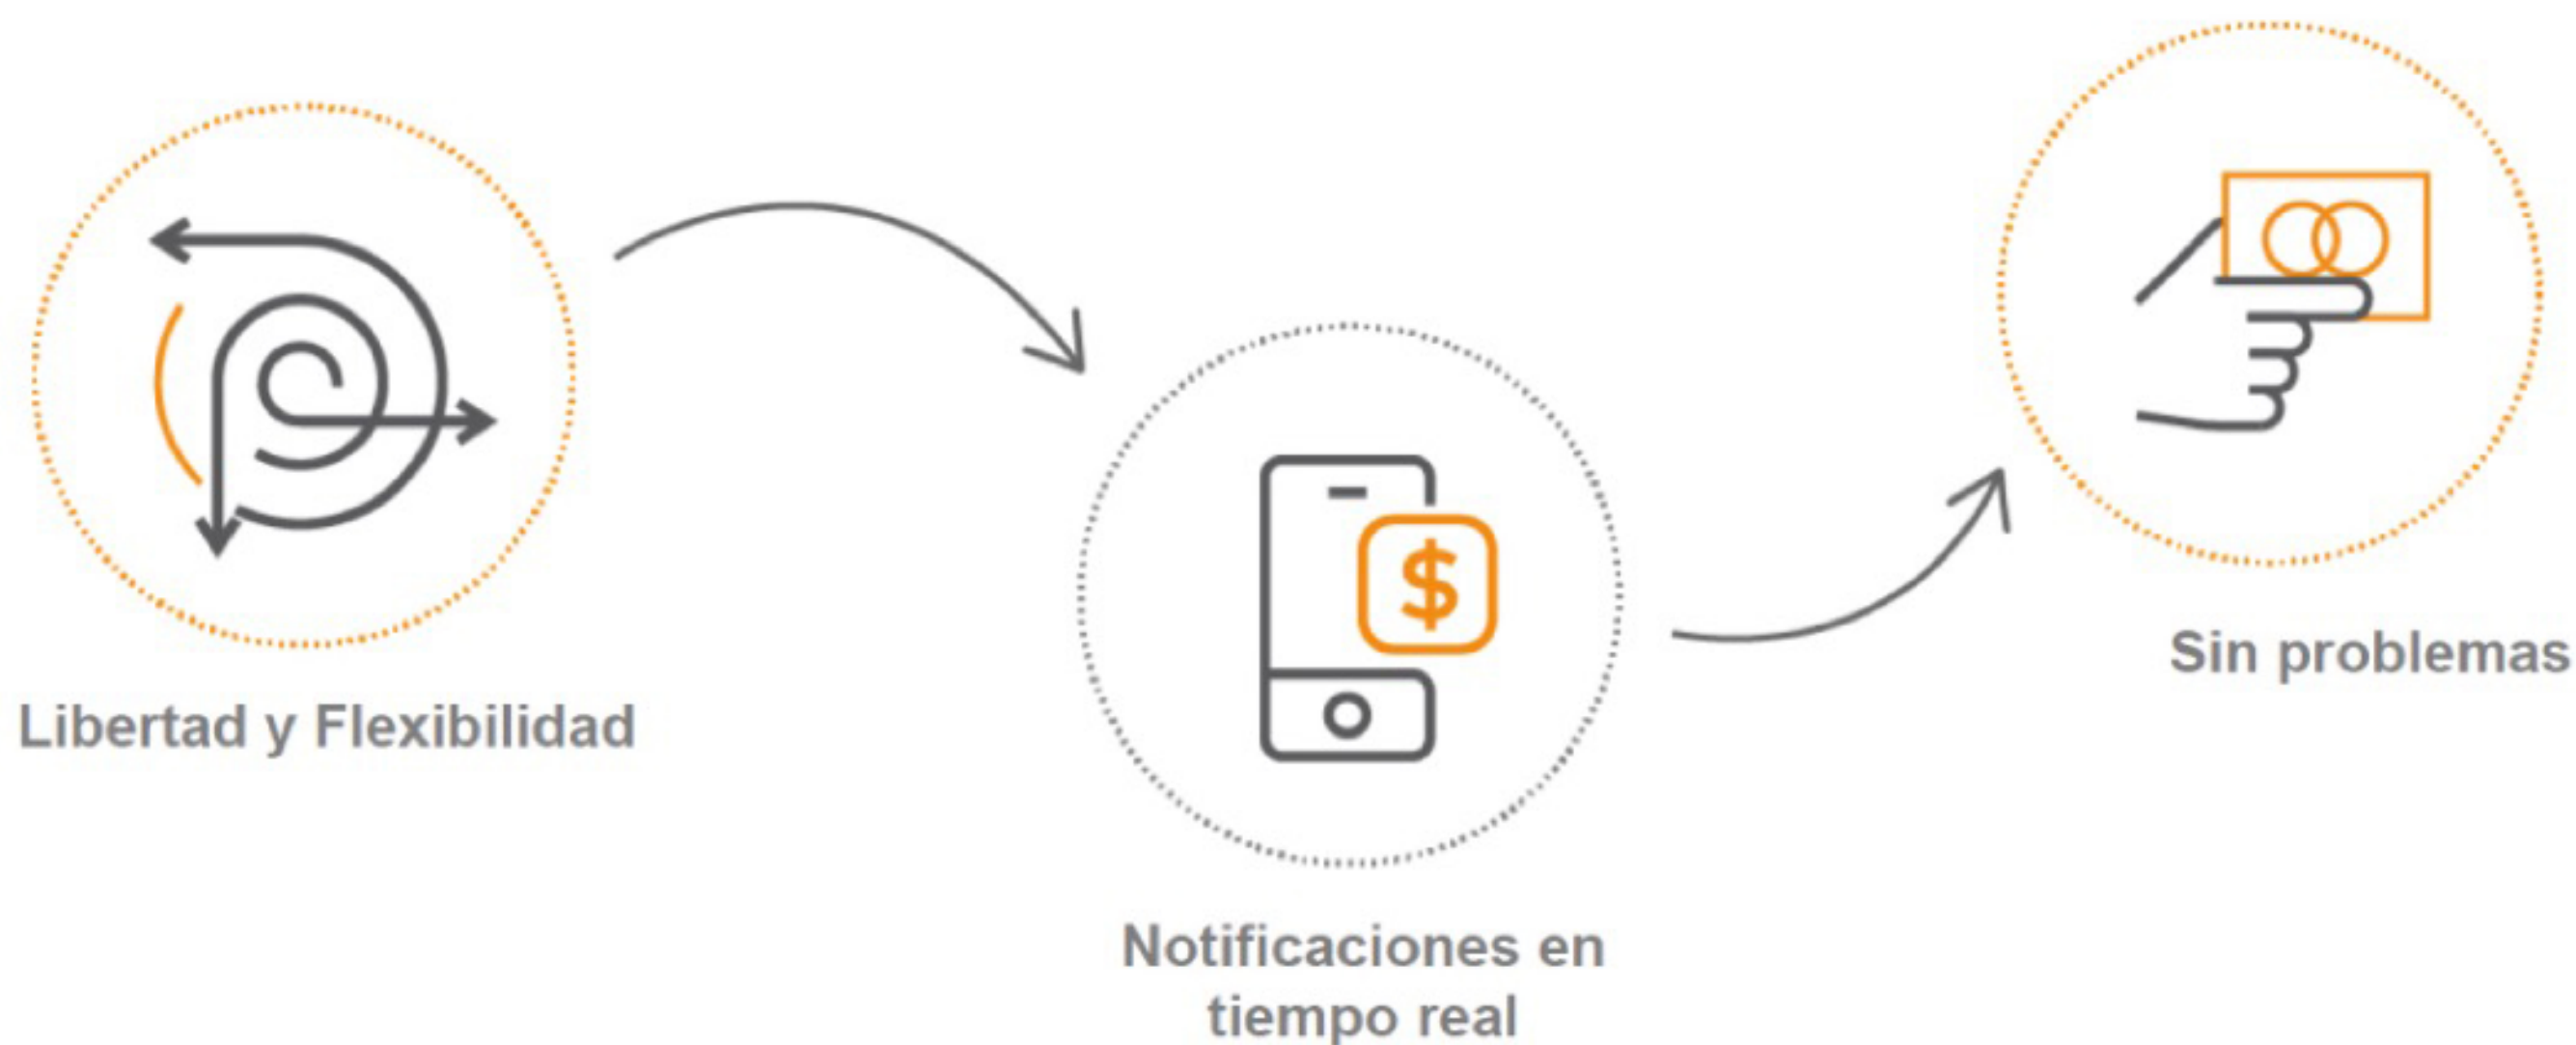 Libertad y Flexibilidad
$
Notificaciones en
tiempo real
Sin problemas